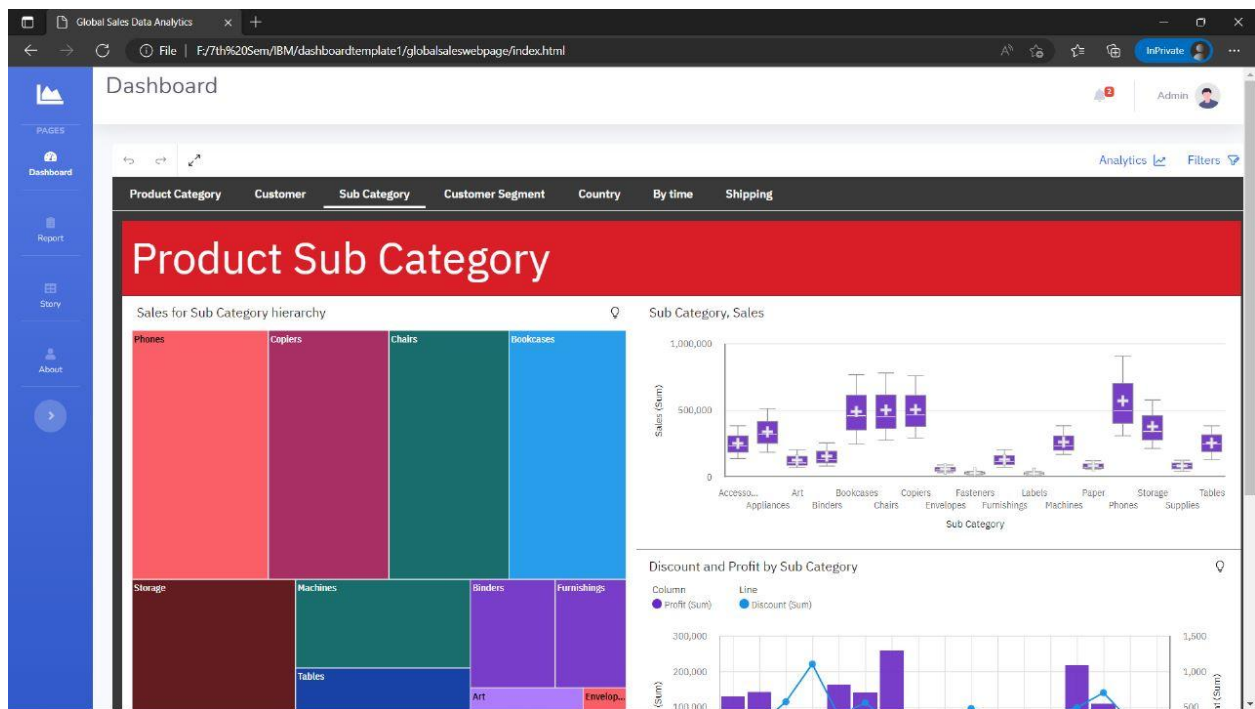 Global Sales Data Analytics
File | F:/7th%20Sem/IBM/dashboardtemplate1/globalsaleswebpage/index.html
InPrivate
Dashboard
2
Admin
PAGES
Dashboard
Report
Story
About
Analytics
Filters
Product Category Customer Sub Category Customer Segment Country By time Shipping
Product Sub Category
Sales for Sub Category hierarchy
Phones
Copiers
Chairs
Bookcases
Storage
Machines
Binders
Furnishings
Tables
Art
Envelop...
Sub Category, Sales
1,000,000
500,000
0
Sales (Sum)
Accesso... Art Bookcases Copiers Fasteners Labels Paper Storage Tables
Appliances Binders Chairs Envelopes Furnishings Machines Phones Supplies
Sub Category
Discount and Profit by Sub Category
Column Line
Profit (Sum) Discount (Sum)
300,000
200,000
100,000
(Sum)
1,500
1,000
500
(Sum)